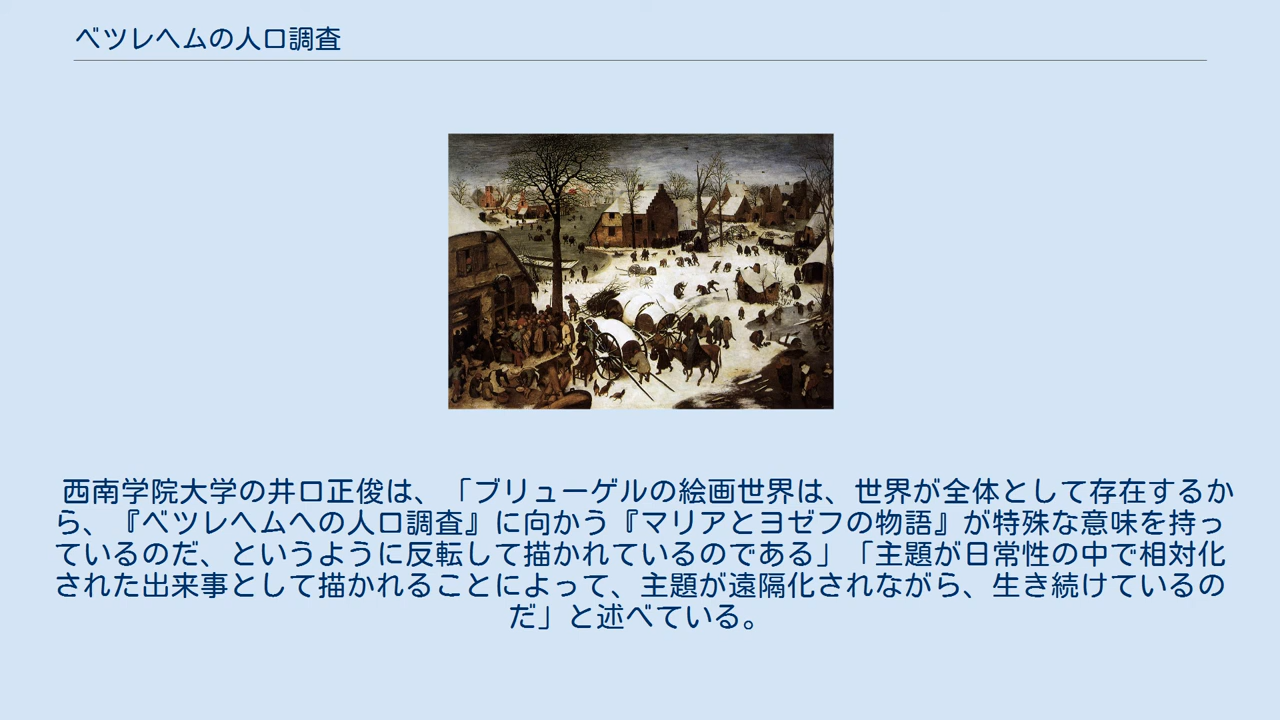 ベツレヘムの人口調査
西南学院大学の井口正俊は、「ブリューゲルの絵画世界は、世界が全体として存在するか
ら、『ベツレヘムへの人口調査』に向かう『マリアとヨゼフの物語』が特殊な意味を持っ
ているのだ、というように反転して描かれているのである」「主題が日常性の中で相対化
された出来事として描かれることによって、主題が遠隔化されながら、生き続けているの
だ」と述べている。